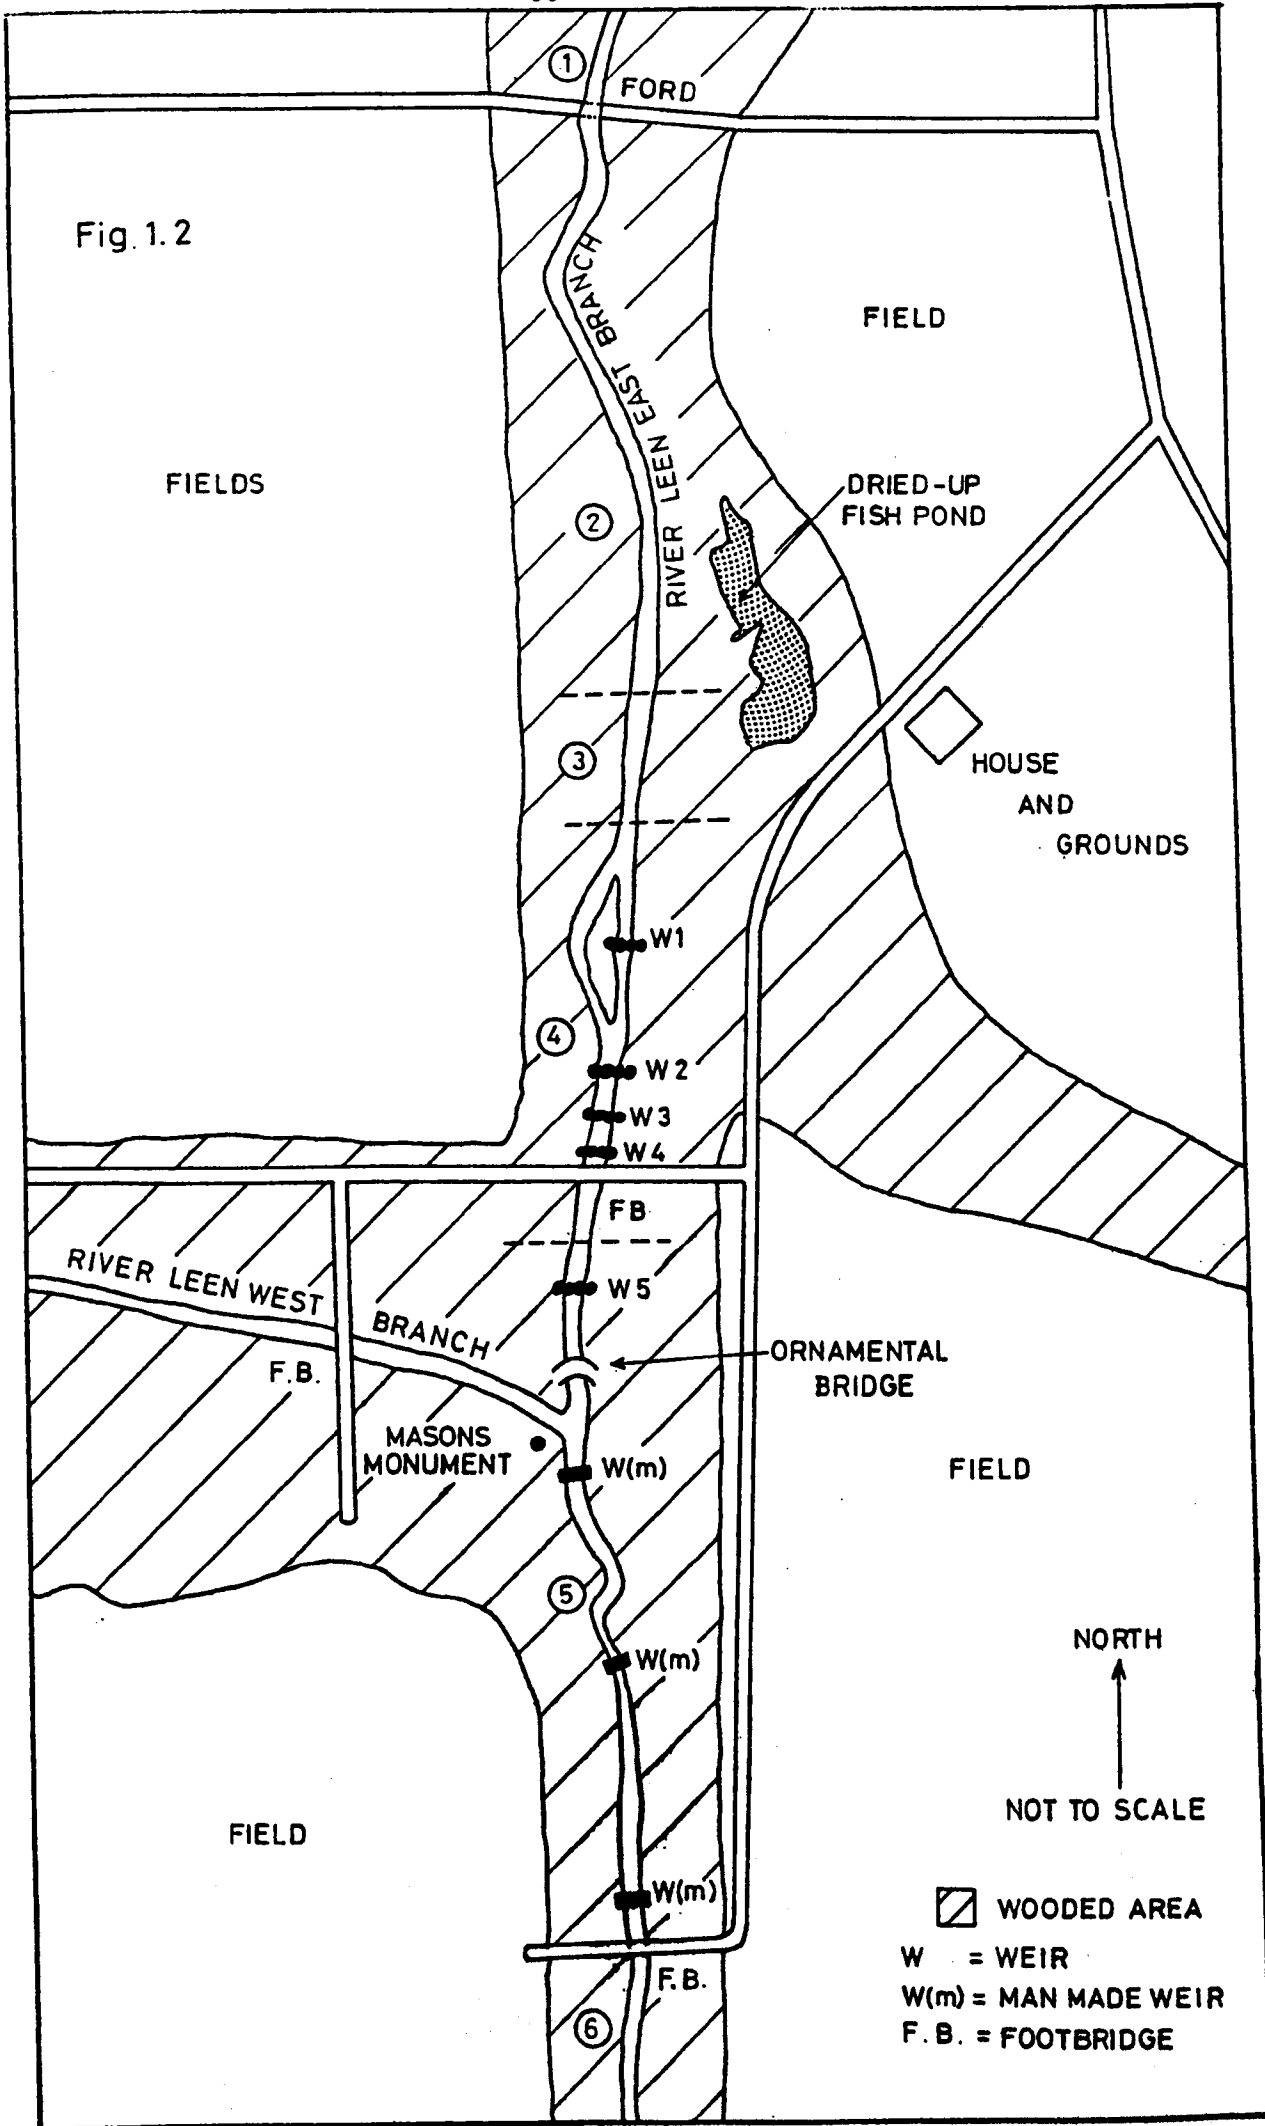 1
FORD
Fig. 1.2
RIVER LEEN EAST BRANCH
FIELD
FIELDS
DRIED-UP
FISH POND
2
3
HOUSE
AND
GROUNDS
W1
4
W2
W3
W4
FB
RIVER LEEN WEST BRANCH
W5
F.B.
ORNAMENTAL
BRIDGE
MASONS
MONUMENT
W(m)
FIELD
5
W(m)
NORTH
NOT TO SCALE
FIELD
W(m)
F.B.
6
WOODED AREA
W = WEIR
W(m) = MAN MADE WEIR
F.B. = FOOTBRIDGE